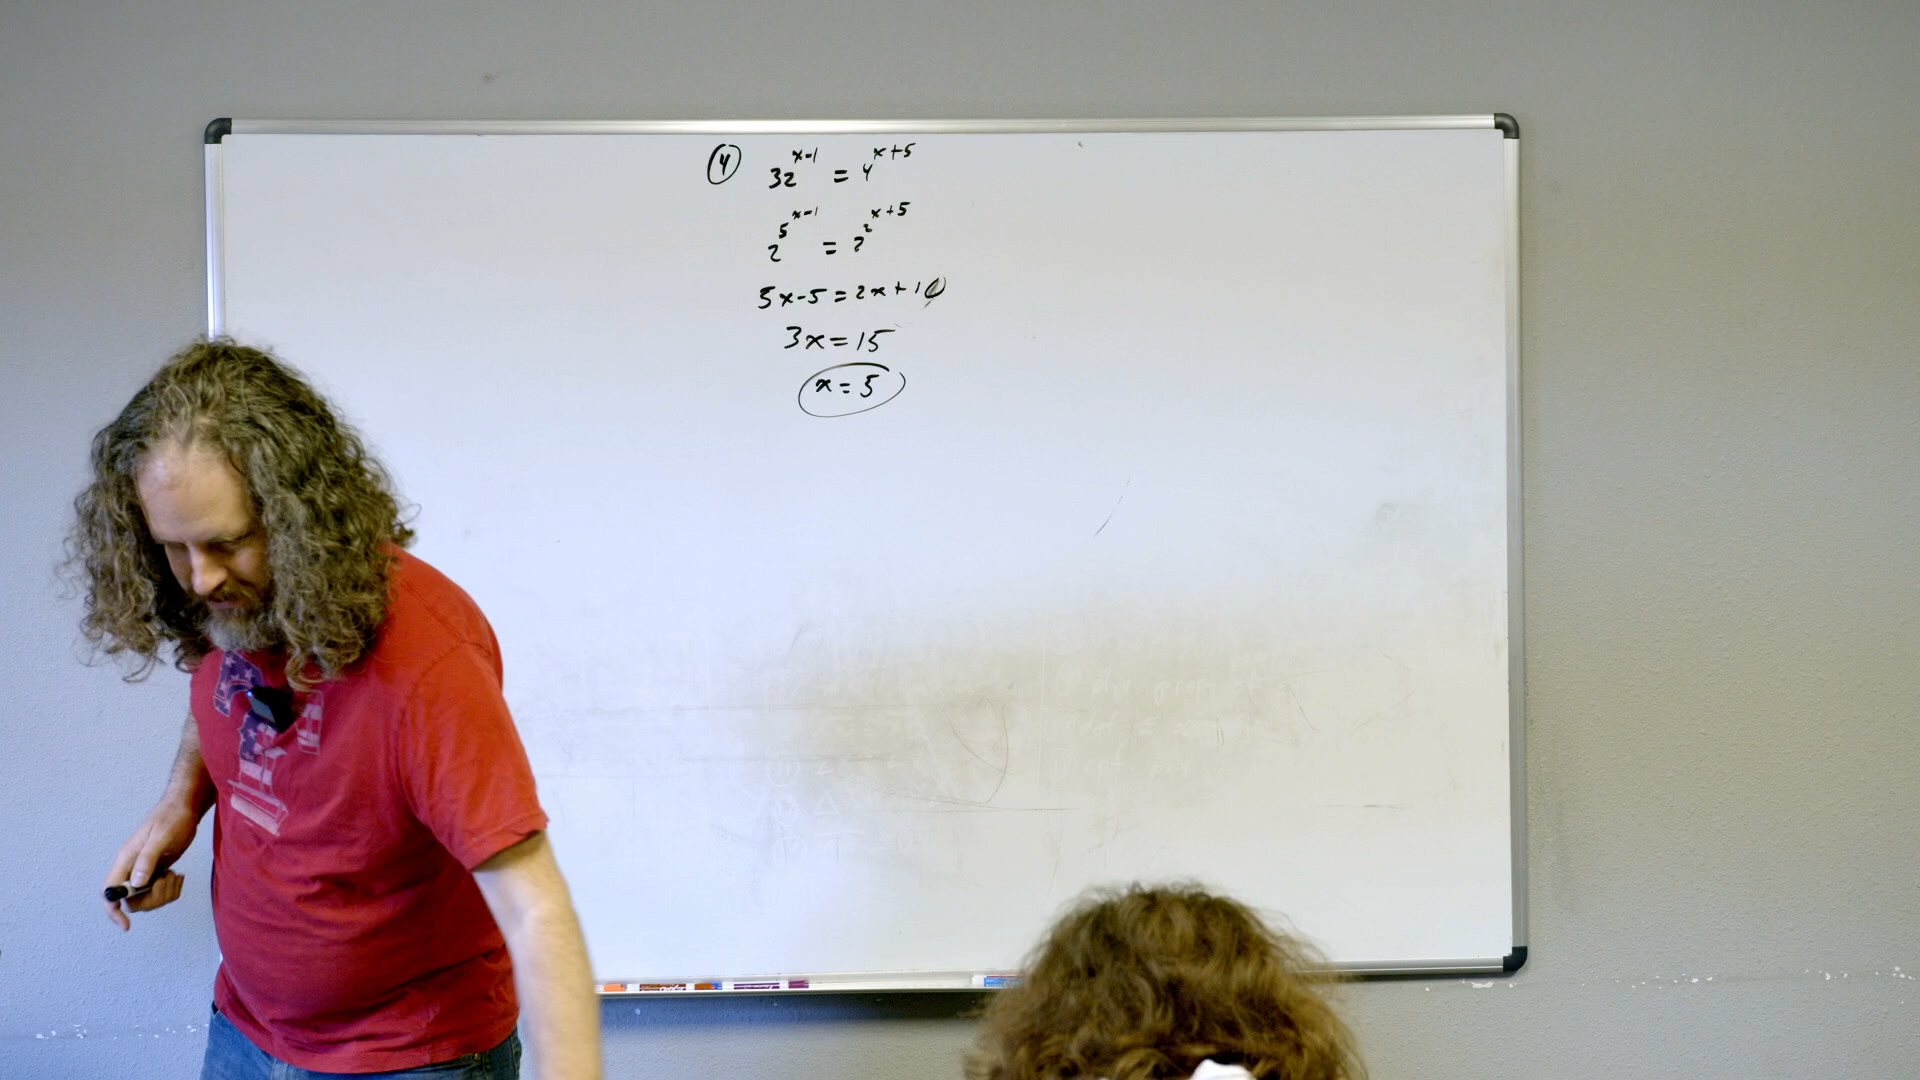 ④ 32^(x-1) = 4^(x+5)
2^5^(x-1) = 2^2^(x+5)
5x-5=2x+10
3x=15
x=5